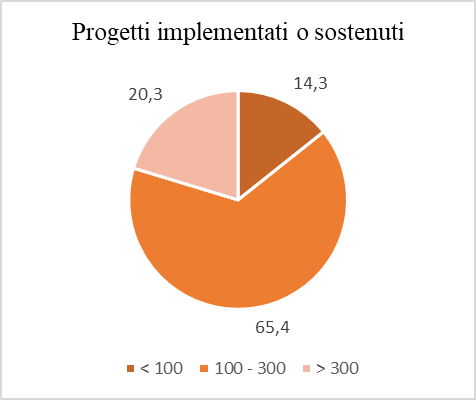 Progetti implementati o sostenuti
20,3
14,3
65,4
< 100
100 - 300
> 300